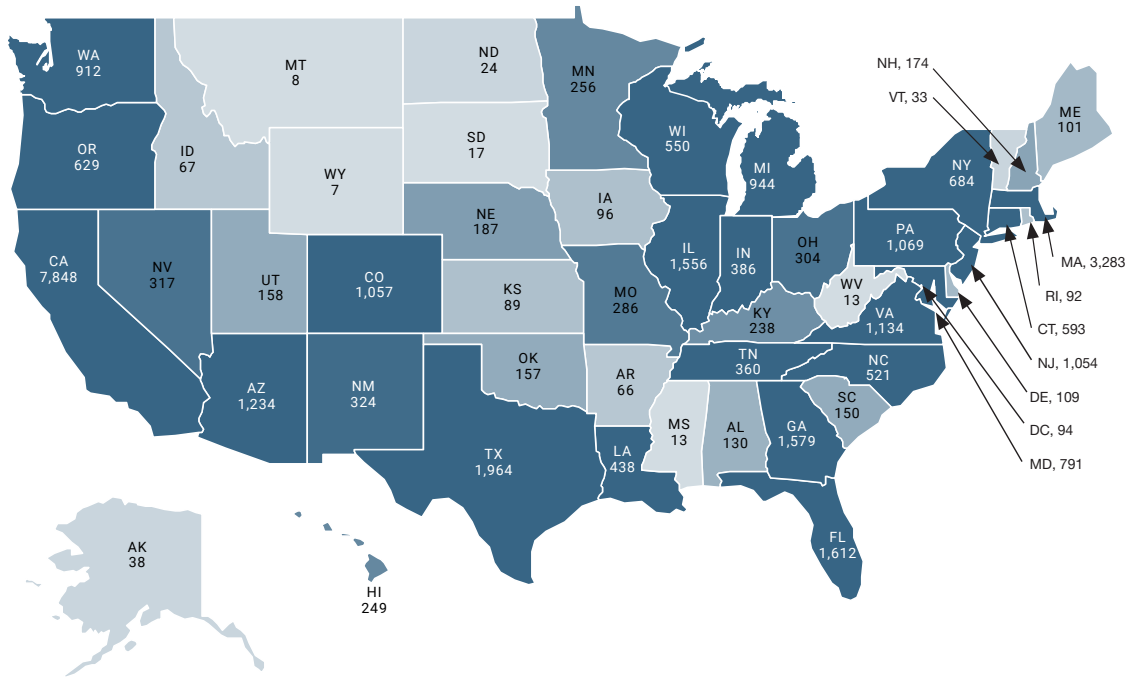 WA
912
MT
8
ND
24
MN
256
NH, 174
VT, 33
ME
101
OR
629
ID
67
WY
7
SD
17
WI
550
MI
944
NY
684
IA
96
NE
187
PA
1,069
CA
7,848
NV
317
UT
158
CO
1,057
KS
89
MO
286
IL
1,556
IN
386
OH
304
WV
13
VA
1,134
KY
238
MA, 3,283
RI, 92
CT, 593
NJ, 1,054
DE, 109
DC, 94
MD, 791
AZ
1,234
NM
324
OK
157
AR
66
TN
360
NC
521
SC
150
MS
13
AL
130
GA
1,579
TX
1,964
LA
438
FL
1,612
AK
38
HI
249